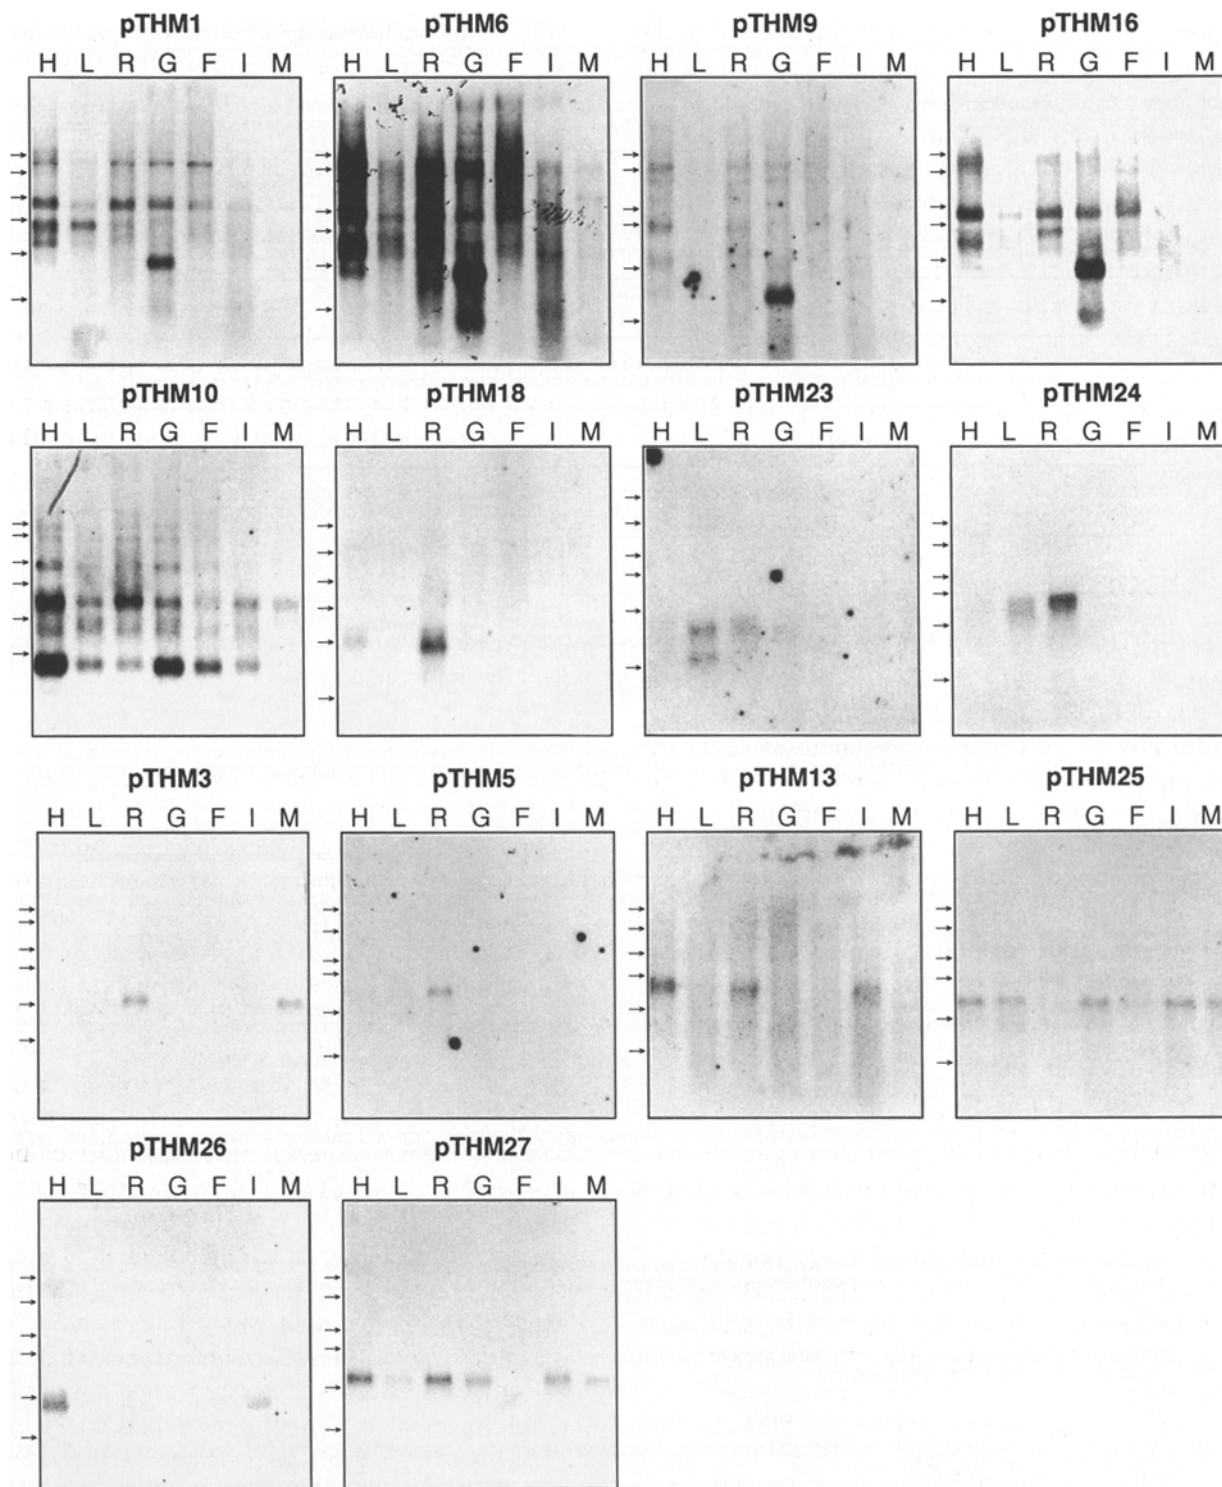 pTHM1 pTHM6 pTHM9 pTHM16
H L R G F I M H L R G F I M H L R G F I M H L R G F I M
pTHM10 pTHM18 pTHM23 pTHM24
H L R G F I M H L R G F I M H L R G F I M H L R G F I M
pTHM3 pTHM5 pTHM13 pTHM25
H L R G F I M H L R G F I M H L R G F I M H L R G F I M
pTHM26 pTHM27
H L R G F I M H L R G F I M